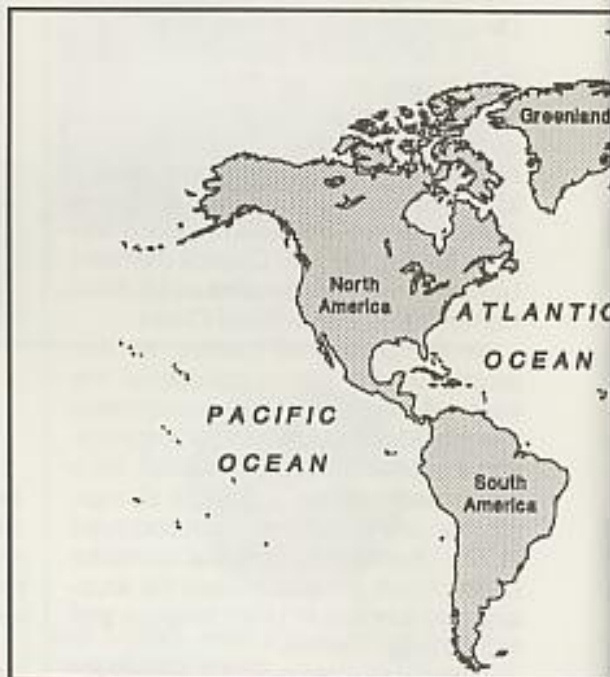 Greenland
North
America
ATLANTIC
OCEAN
PACIFIC
OCEAN
South
America